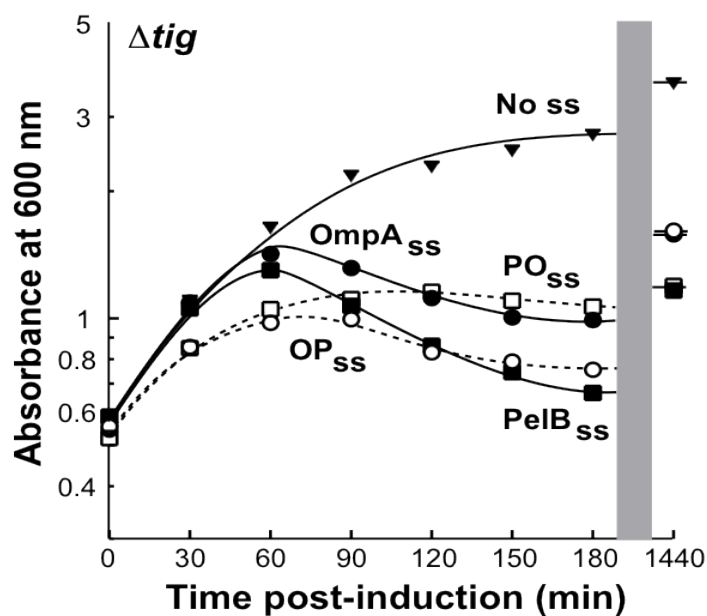 Δtig
5
3
1
0.8
0.6
0.4
Absorbance at 600 nm
No ss
OmpAss
POss
OPss
PelBss
0 30 60 90 120 150 180 1440
Time post-induction (min)